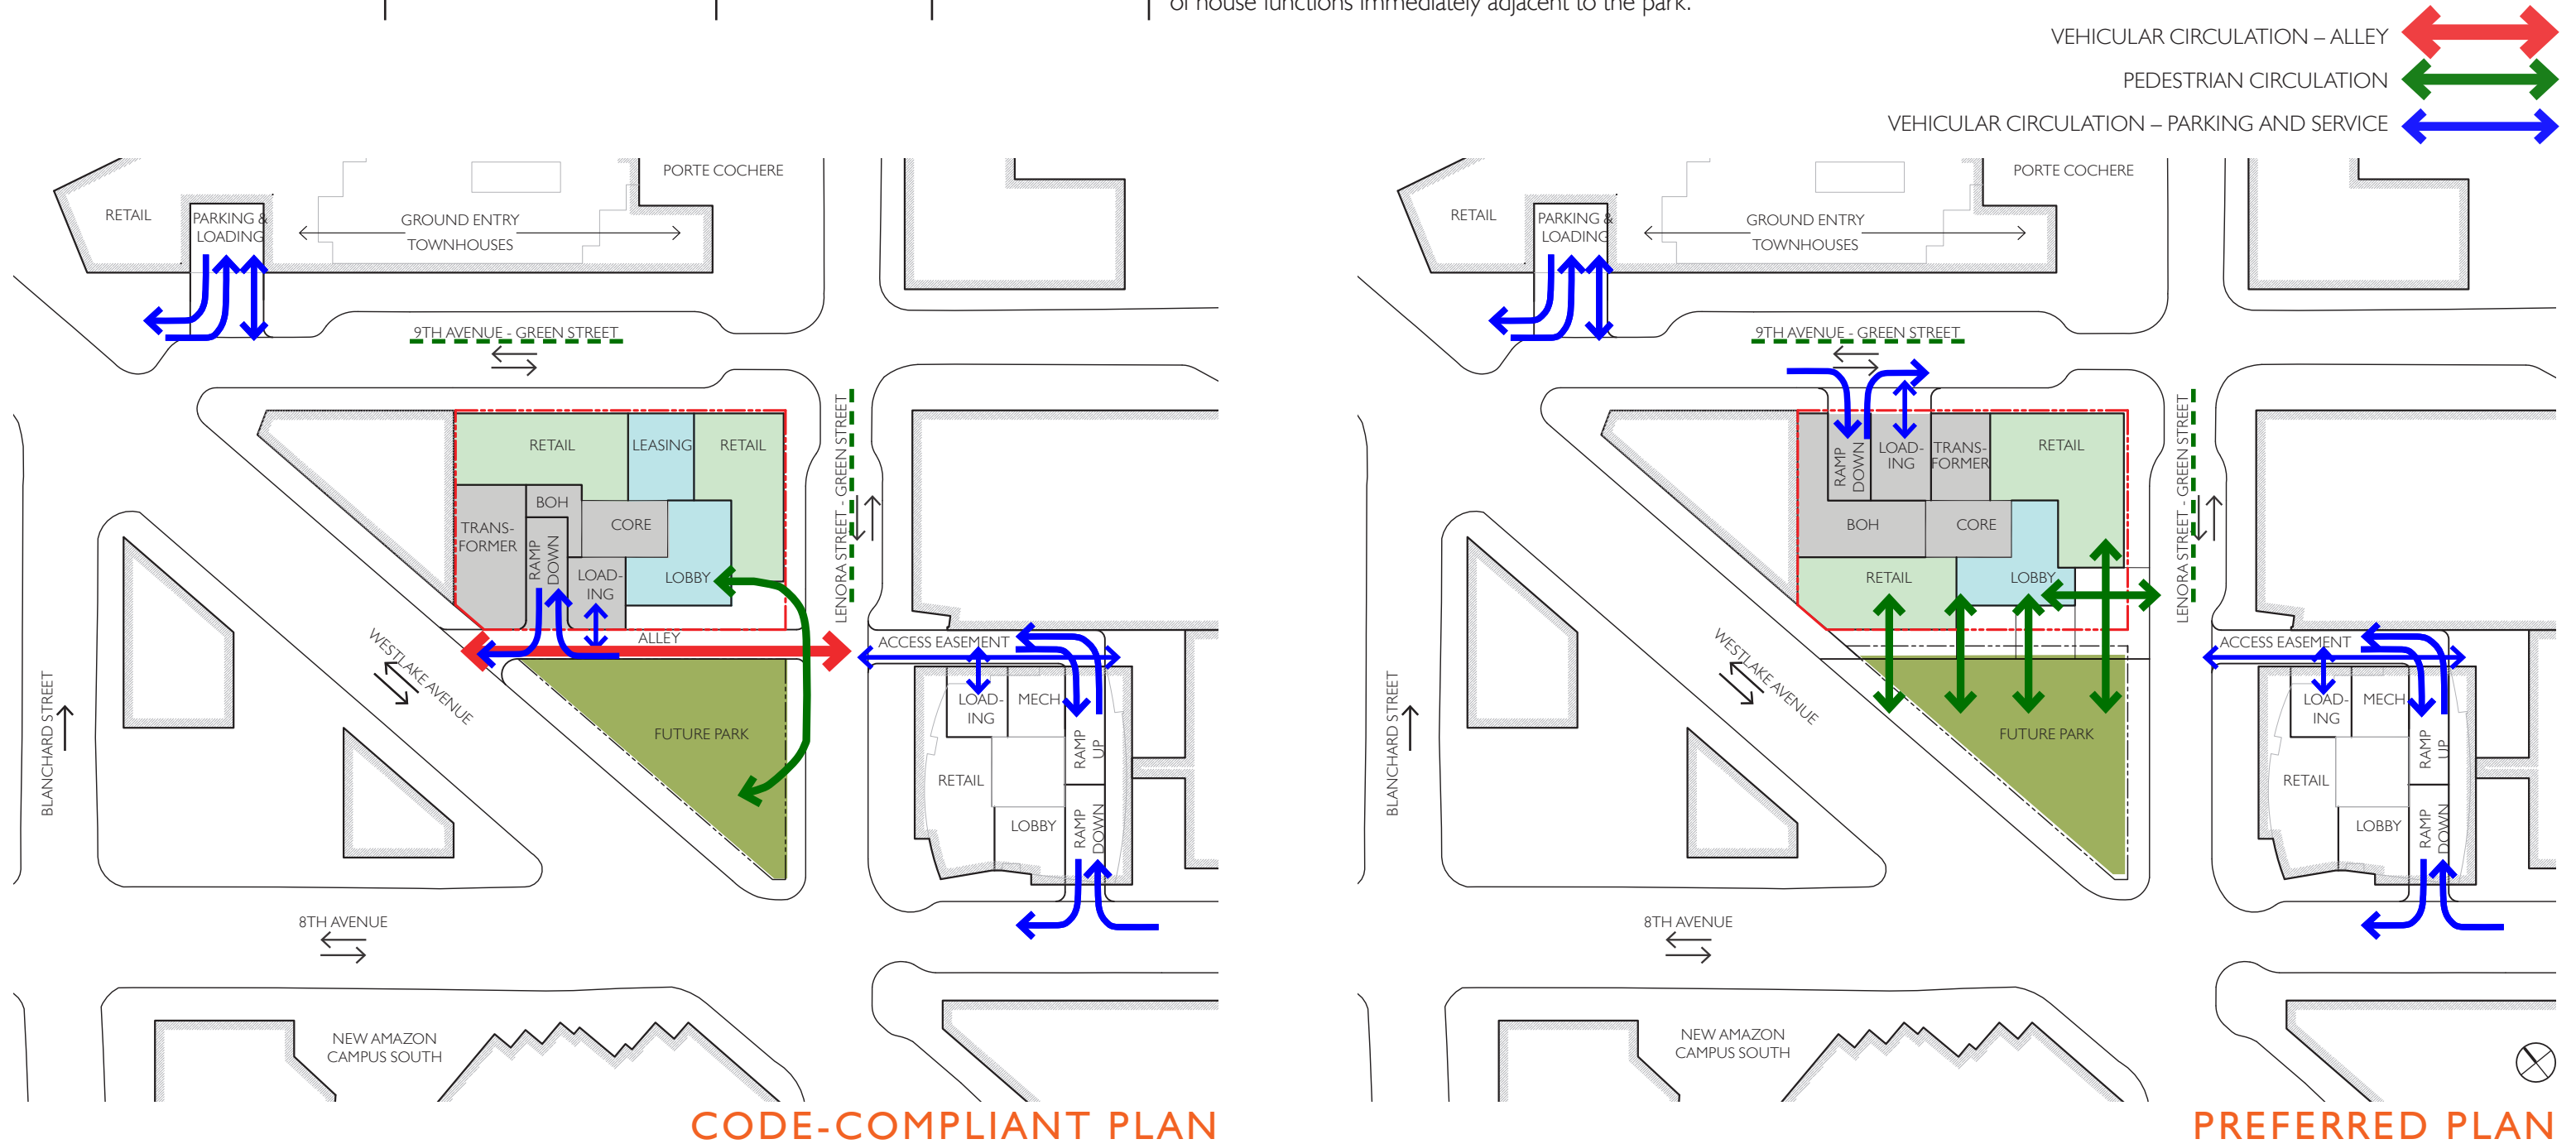 of house functions immediately adjacent to the park.
VEHICULAR CIRCULATION – ALLEY
PEDESTRIAN CIRCULATION
VEHICULAR CIRCULATION – PARKING AND SERVICE
PORTE COCHERE
RETAIL
PARKING &
LOADING
GROUND ENTRY
TOWNHOUSES
9TH AVENUE - GREEN STREET
RETAIL
LEASING
RETAIL
LENORA STREET - GREEN STREET
BOH
TRANS-
FORMER
CORE
RAMP
DOWN
LOAD-
ING
LOBBY
ALLEY
ACCESS EASEMENT
WESTLAKE AVENUE
BLANCHARD STREET
LOAD-
ING
MECH
FUTURE PARK
RAMP
UP
RETAIL
LOBBY
RAMP
DOWN
8TH AVENUE
NEW AMAZON
CAMPUS SOUTH
CODE-COMPLIANT PLAN
PORTE COCHERE
RETAIL
PARKING &
LOADING
GROUND ENTRY
TOWNHOUSES
9TH AVENUE - GREEN STREET
RAMP
DOWN
LOAD-
ING
TRANS-
FORMER
RETAIL
LENORA STREET - GREEN STREET
BOH
CORE
RETAIL
LOBBY
ACCESS EASEMENT
WESTLAKE AVENUE
BLANCHARD STREET
LOAD-
ING
MECH
FUTURE PARK
RAMP
UP
RETAIL
LOBBY
RAMP
DOWN
8TH AVENUE
NEW AMAZON
CAMPUS SOUTH
PREFERRED PLAN